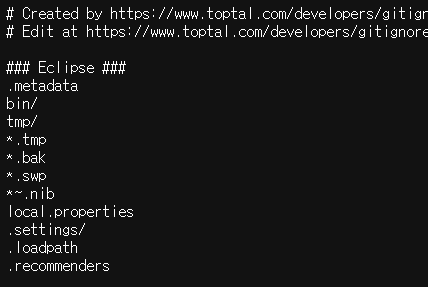 # Created by https://www.toptal.com/developers/gitign
# Edit at https://www.toptal.com/developers/gitignore
### Eclipse ###
.metadata
bin/
tmp/
*.tmp
*.bak
*.swp
*~.nib
local.properties
.settings/
.loadpath
.recommenders